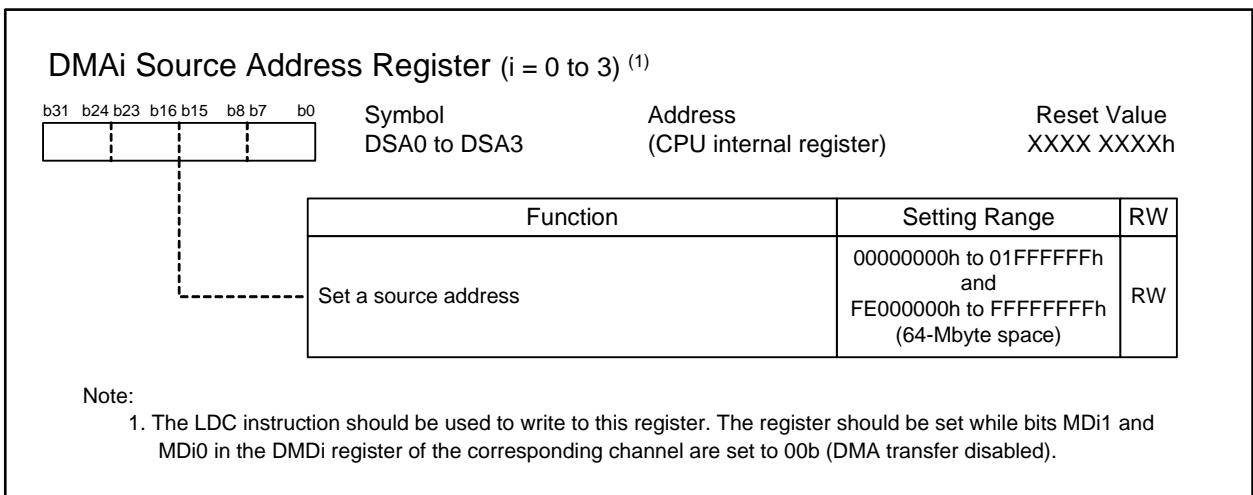 DMAi Source Address Register (i = 0 to 3) (1)
b31 b24 b23 b16 b15 b8 b7 b0
Symbol Address Reset Value
DSA0 to DSA3 (CPU internal register) XXXX XXXXh
Function Setting Range RW
Set a source address
00000000h to 01FFFFFFh
and
FE000000h to FFFFFFFFh
(64-Mbyte space)
RW
Note:
1. The LDC instruction should be used to write to this register. The register should be set while bits MDi1 and
MDi0 in the DMDi register of the corresponding channel are set to 00b (DMA transfer disabled).